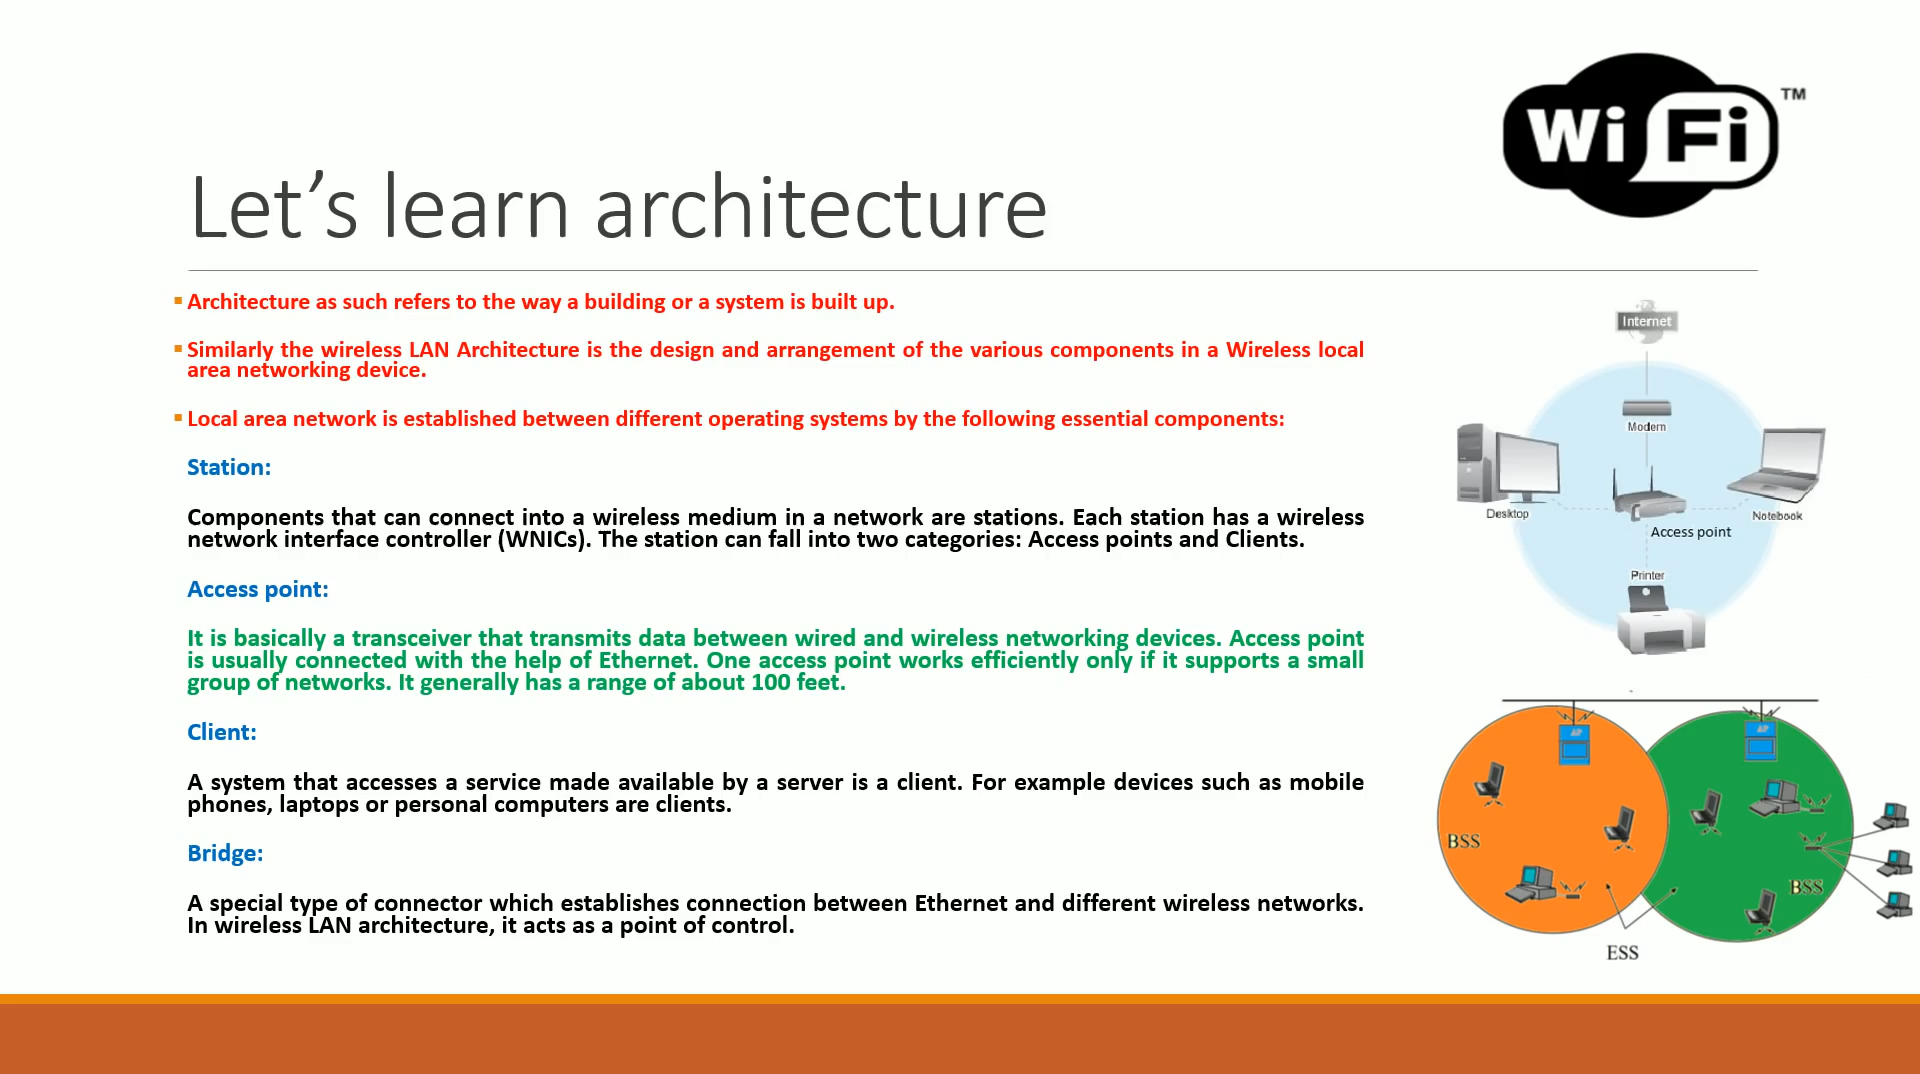 Wi Fi ™
Let’s learn architecture
▪ Architecture as such refers to the way a building or a system is built up.
▪ Similarly the wireless LAN Architecture is the design and arrangement of the various components in a Wireless local
area networking device.
▪ Local area network is established between different operating systems by the following essential components:
Station:
Components that can connect into a wireless medium in a network are stations. Each station has a wireless
network interface controller (WNICs). The station can fall into two categories: Access points and Clients.
Access point:
It is basically a transceiver that transmits data between wired and wireless networking devices. Access point
is usually connected with the help of Ethernet. One access point works efficiently only if it supports a small
group of networks. It generally has a range of about 100 feet.
Client:
A system that accesses a service made available by a server is a client. For example devices such as mobile
phones, laptops or personal computers are clients.
Bridge:
A special type of connector which establishes connection between Ethernet and different wireless networks.
In wireless LAN architecture, it acts as a point of control.
Internet
Modem
Desktop
Notebook
Access point
Printer
AP
AP
BSS
BSS
ESS